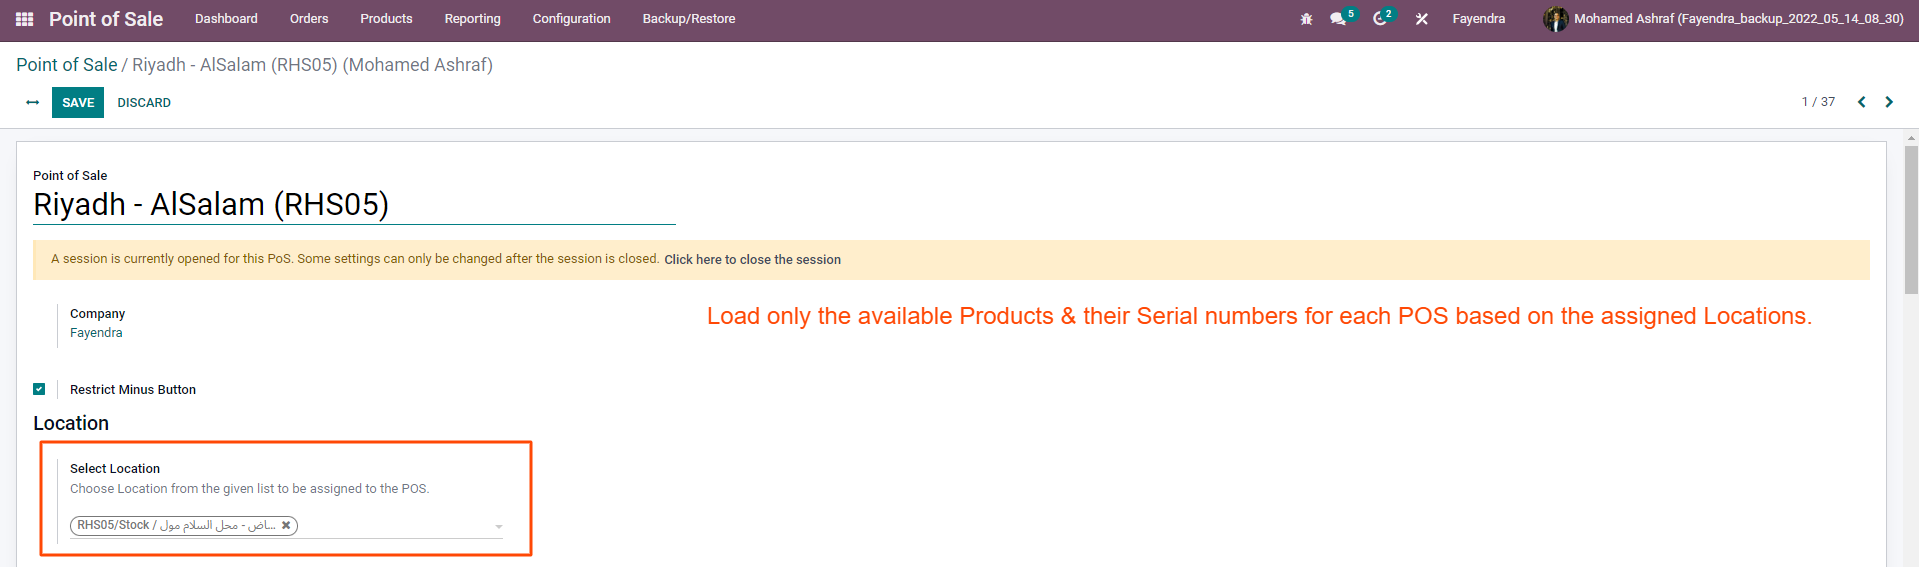 Point of Sale Dashboard Orders Products Reporting Configuration Backup/Restore 5 2 Fayendra Mohamed Ashraf (Fayendra_backup_2022_05_14_08_30)
Point of Sale / Riyadh - AlSalam (RHS05) (Mohamed Ashraf)
SAVE DISCARD 1 / 37
Point of Sale
Riyadh - AlSalam (RHS05)
A session is currently opened for this PoS. Some settings can only be changed after the session is closed. Click here to close the session
Company
Fayendra
Load only the available Products & their Serial numbers for each POS based on the assigned Locations.
Restrict Minus Button
Location
Select Location
Choose Location from the given list to be assigned to the POS.
RHS05/Stock / ...ـاض - محل السلام مول